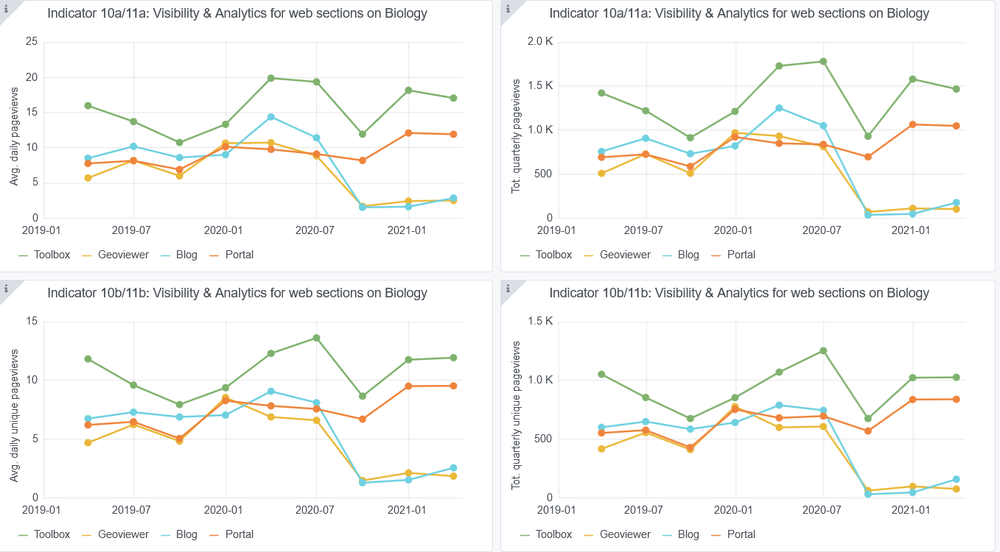 i
Indicator 10a/11a: Visibility & Analytics for web sections on Biology
Avg. daily pageviews
25
20
15
10
5
0
2019-01 2019-07 2020-01 2020-07 2021-01
Toolbox Geoviewer Blog Portal
i
Indicator 10a/11a: Visibility & Analytics for web sections on Biology
Tot. quarterly pageviews
2.0 K
1.5 K
1.0 K
500
0
2019-01 2019-07 2020-01 2020-07 2021-01
Toolbox Geoviewer Blog Portal
i
Indicator 10b/11b: Visibility & Analytics for web sections on Biology
Avg. daily unique pageviews
15
10
5
0
2019-01 2019-07 2020-01 2020-07 2021-01
Toolbox Geoviewer Blog Portal
i
Indicator 10b/11b: Visibility & Analytics for web sections on Biology
Tot. quarterly unique pageviews
1.5 K
1.0 K
500
0
2019-01 2019-07 2020-01 2020-07 2021-01
Toolbox Geoviewer Blog Portal